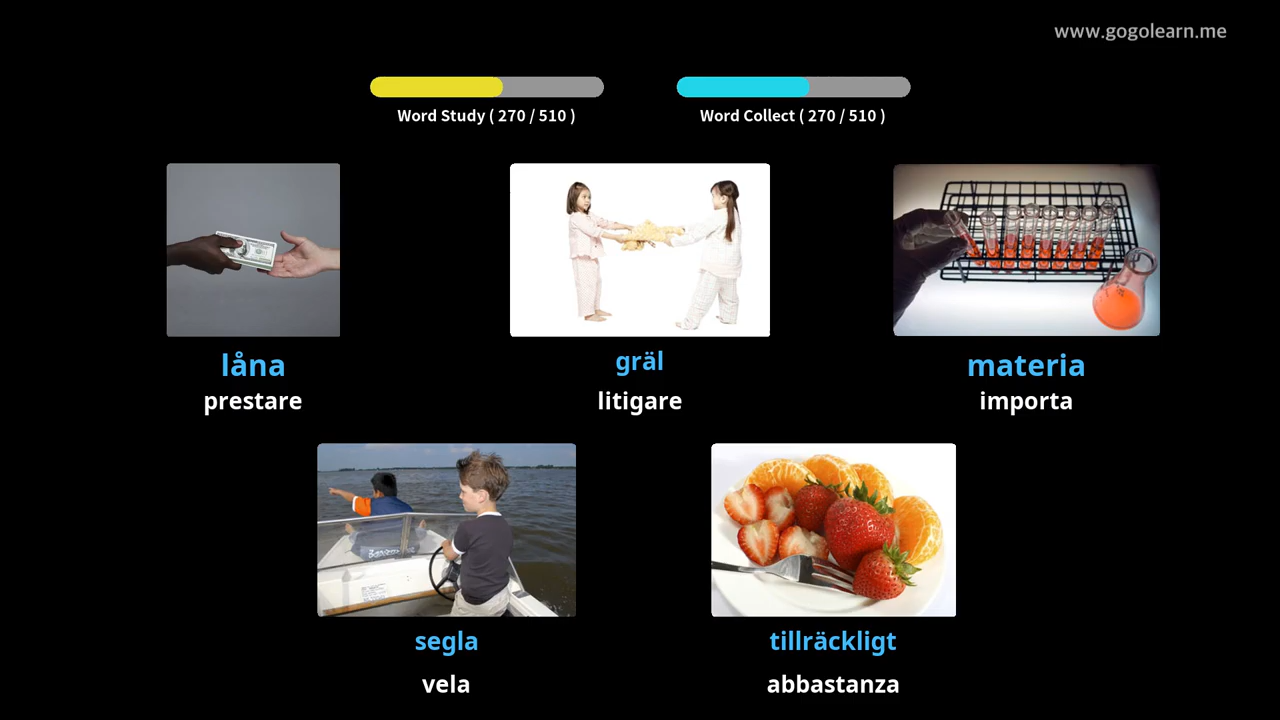 www.gogolearn.me
Word Study ( 270 / 510 )
Word Collect ( 270 / 510 )
låna
prestare
gräl
litigare
materia
importa
segla
vela
tillräckligt
abbastanza